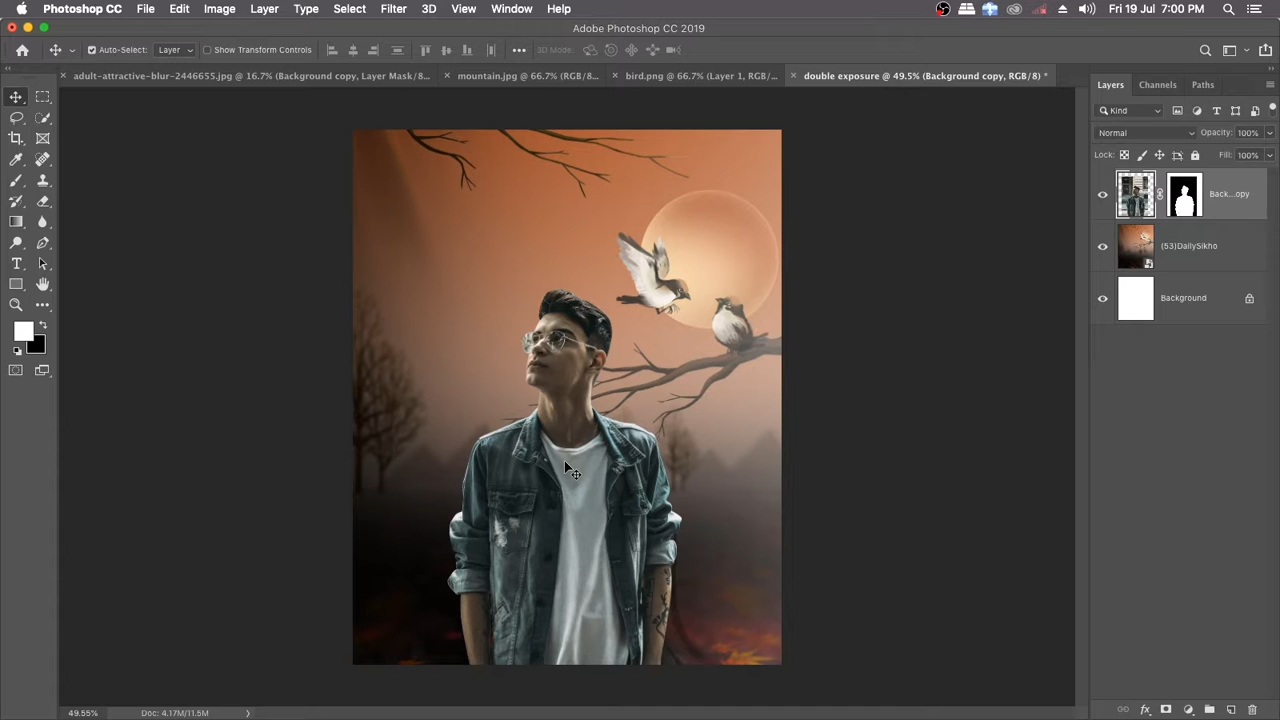 Photoshop CC File Edit Image Layer Type Select Filter 3D View Window Help Fri 19 Jul 7:00 PM
Adobe Photoshop CC 2019
Auto-Select: Layer Show Transform Controls 3D Mode:
adult-attractive-blur-2446655.jpg @ 16.7% (Background copy, Layer Mask/8... mountain.jpg @ 66.7% (RGB/8... bird.png @ 66.7% (Layer 1, RGB/... double exposure @ 49.5% (Background copy, RGB/8) *
Layers Channels Paths
Kind
Normal Opacity: 100%
Lock: Fill: 100%
Back...opy
(53)DailySikho
Background
49.55% Doc: 4.17M/11.5M